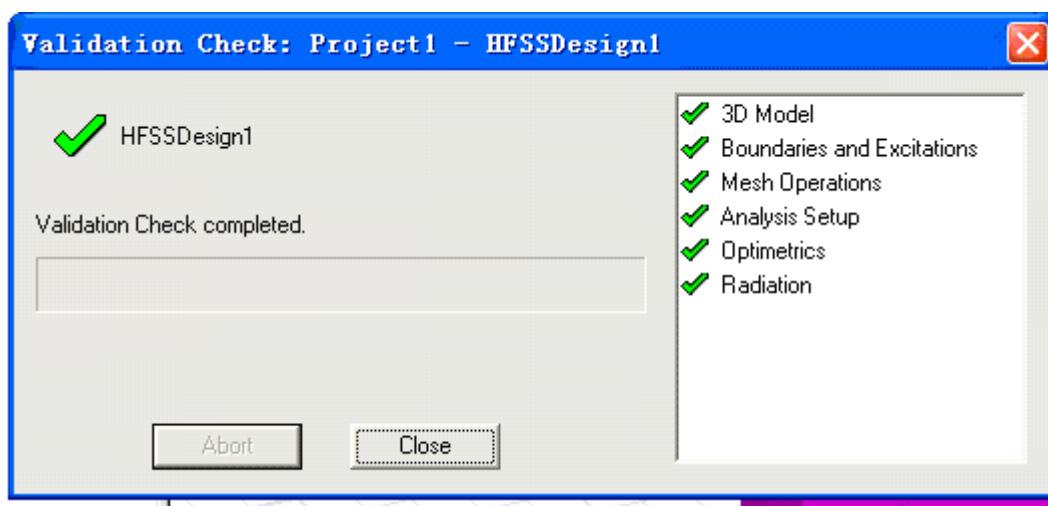 Validation Check: Project1 - HFSSDesign1
HFSSDesign1
Validation Check completed.
Abort
Close
3D Model
Boundaries and Excitations
Mesh Operations
Analysis Setup
Optimetrics
Radiation